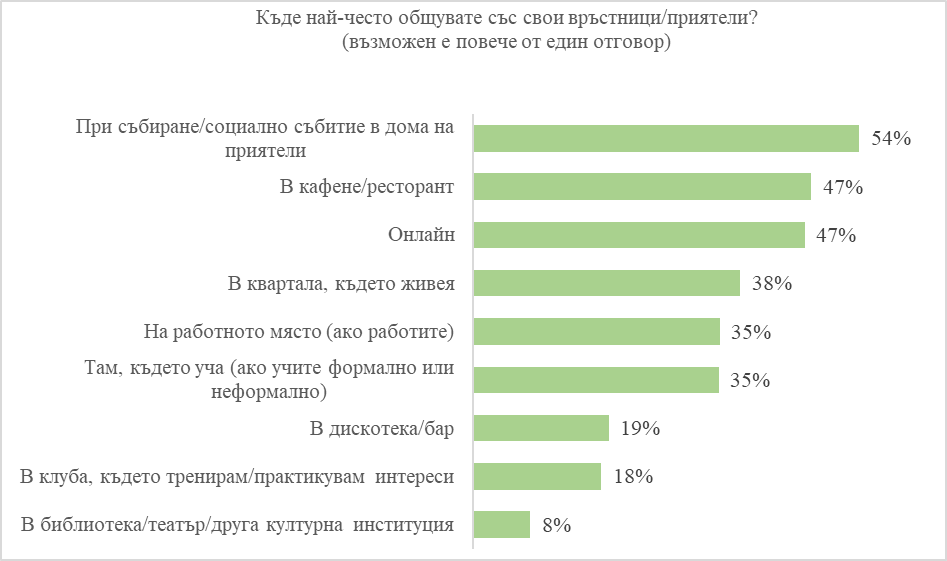 Къде най-често общувате със свои връстници/приятели?
(възможен е повече от един отговор)
При събиране/социално събитие в дома на
приятели
54%
В кафене/ресторант
47%
Онлайн
47%
В квартала, където живея
38%
На работното място (ако работите)
35%
Там, където уча (ако учите формално или
неформално)
35%
В дискотека/бар
19%
В клуба, където тренирам/практикувам интереси
18%
В библиотека/театър/друга културна институция
8%